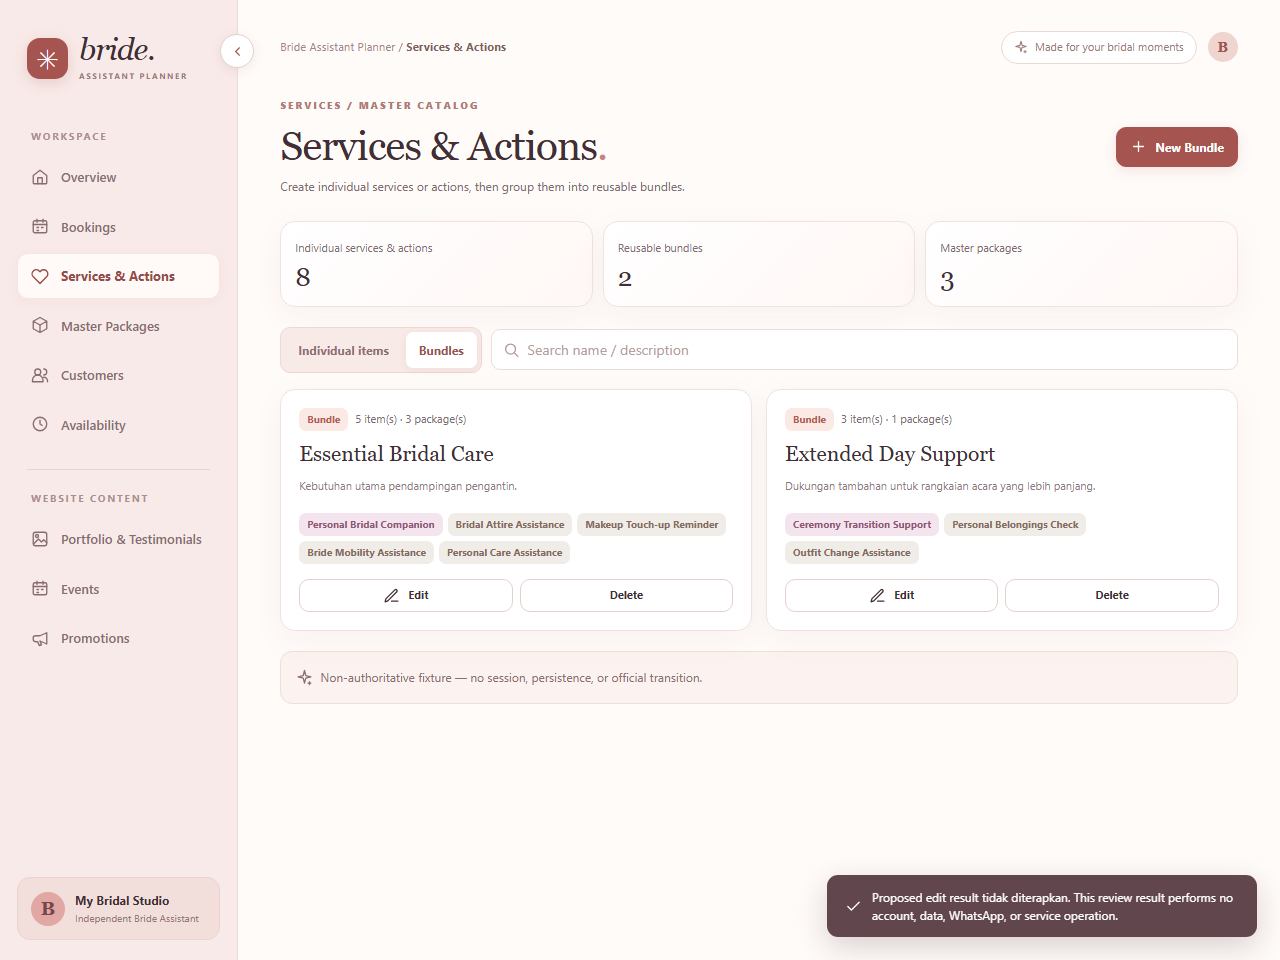 bride.
ASSISTANT PLANNER
WORKSPACE
Overview
Bookings
Services & Actions
Master Packages
Customers
Availability
WEBSITE CONTENT
Portfolio & Testimonials
Events
Promotions
B
My Bridal Studio
Independent Bride Assistant
Bride Assistant Planner / Services & Actions
Made for your bridal moments
B
SERVICES / MASTER CATALOG
Services & Actions.
Create individual services or actions, then group them into reusable bundles.
New Bundle
Individual services & actions
8
Reusable bundles
2
Master packages
3
Individual items
Bundles
Search name / description
Bundle 5 item(s) · 3 package(s)
Essential Bridal Care
Kebutuhan utama pendampingan pengantin.
Personal Bridal Companion Bridal Attire Assistance Makeup Touch-up Reminder
Bride Mobility Assistance Personal Care Assistance
Edit Delete
Bundle 3 item(s) · 1 package(s)
Extended Day Support
Dukungan tambahan untuk rangkaian acara yang lebih panjang.
Ceremony Transition Support Personal Belongings Check
Outfit Change Assistance
Edit Delete
Non-authoritative fixture — no session, persistence, or official transition.
Proposed edit result tidak diterapkan. This review result performs no
account, data, WhatsApp, or service operation.